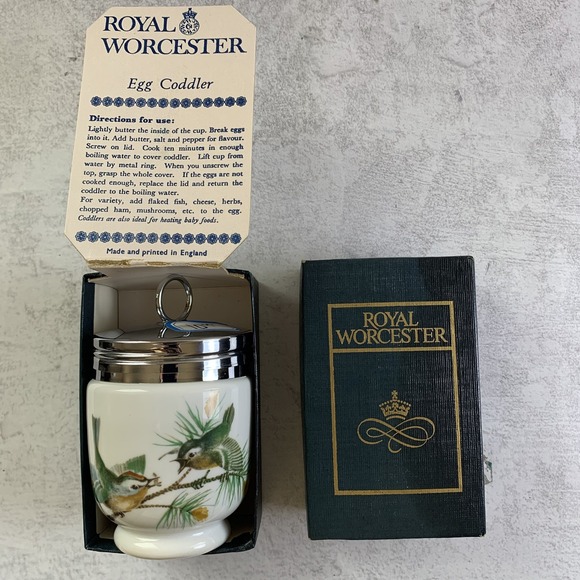 ROYAL
WORCESTER
Egg Coddler
Directions for use:
Lightly butter the inside of the cup. Break eggs
into it. Add butter, salt and pepper for flavour.
Screw on lid. Cook ten minutes in enough
boiling water to cover coddler. Lift cup from
water by metal ring. When you unscrew the
top, grasp the whole cover. If the eggs are not
cooked enough, replace the lid and return the
coddler to the boiling water.
For variety, add flaked fish, cheese, herbs,
chopped ham, mushrooms, etc. to the egg.
Coddlers are also ideal for heating baby foods.
Made and printed in England
ROYAL
WORCESTER